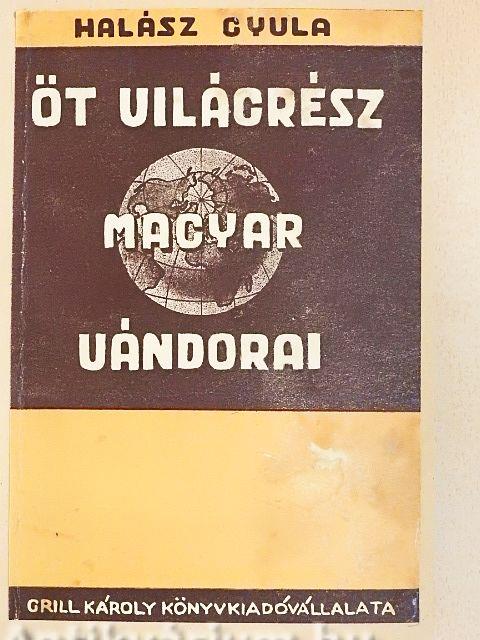 HALÁSZ GYULA
ÖT VILÁGRÉSZ
MAGYAR
VÁNDORAI
GRILL KÁROLY KÖNYVKIADÓVÁLLALATA